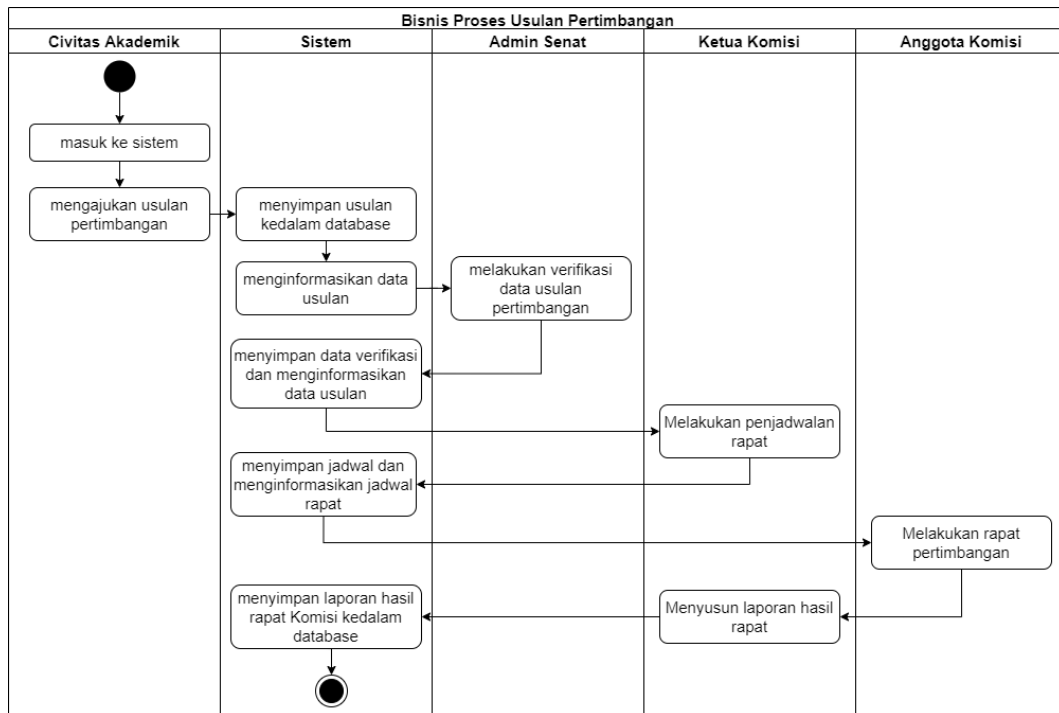 Bisnis Proses Usulan Pertimbangan
Civitas Akademik
Sistem
Admin Senat
Ketua Komisi
Anggota Komisi
masuk ke sistem
mengajukan usulan
pertimbangan
menyimpan usulan
kedalam database
menginformasikan data
usulan
melakukan verifikasi
data usulan
pertimbangan
menyimpan data verifikasi
dan menginformasikan
data usulan
Melakukan penjadwalan
rapat
menyimpan jadwal dan
menginformasikan jadwal
rapat
Melakukan rapat
pertimbangan
Menyusun laporan hasil
rapat
menyimpan laporan hasil
rapat Komisi kedalam
database